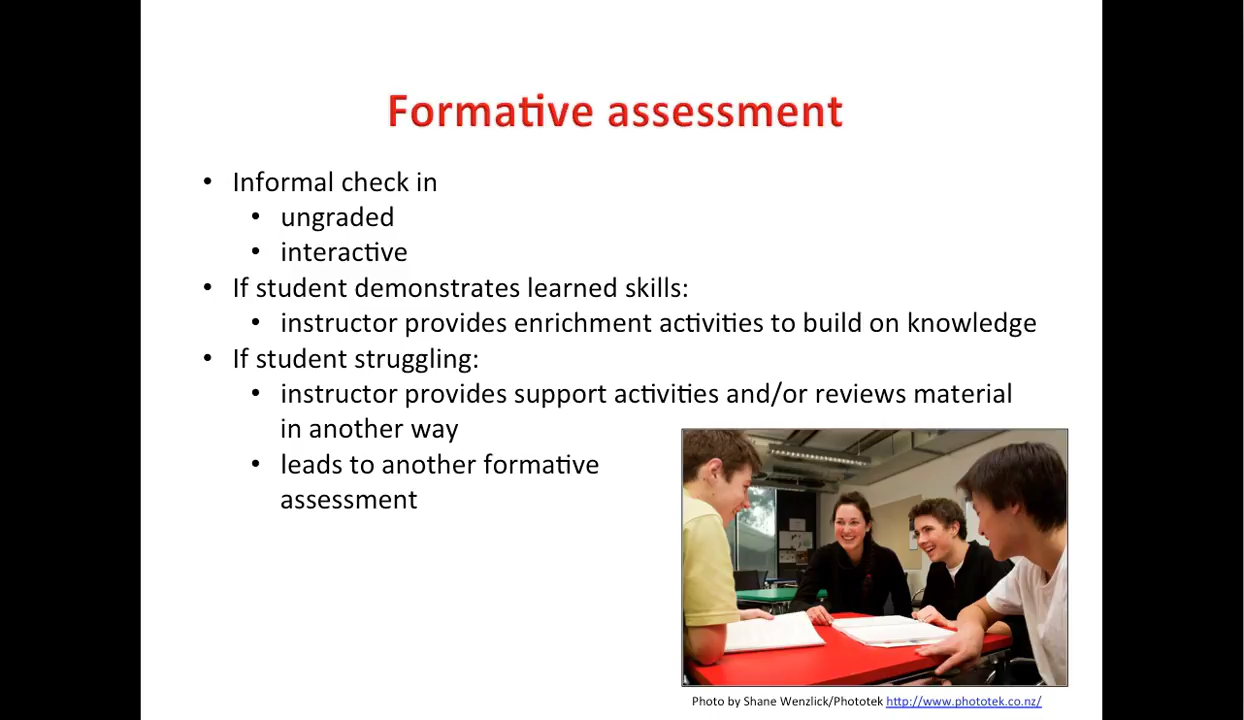 Formative assessment
• Informal check in
• ungraded
• interactive
• If student demonstrates learned skills:
• instructor provides enrichment activities to build on knowledge
• If student struggling:
• instructor provides support activities and/or reviews material
in another way
• leads to another formative
assessment
Photo by Shane Wenzlick/Phototek http://www.phototek.co.nz/